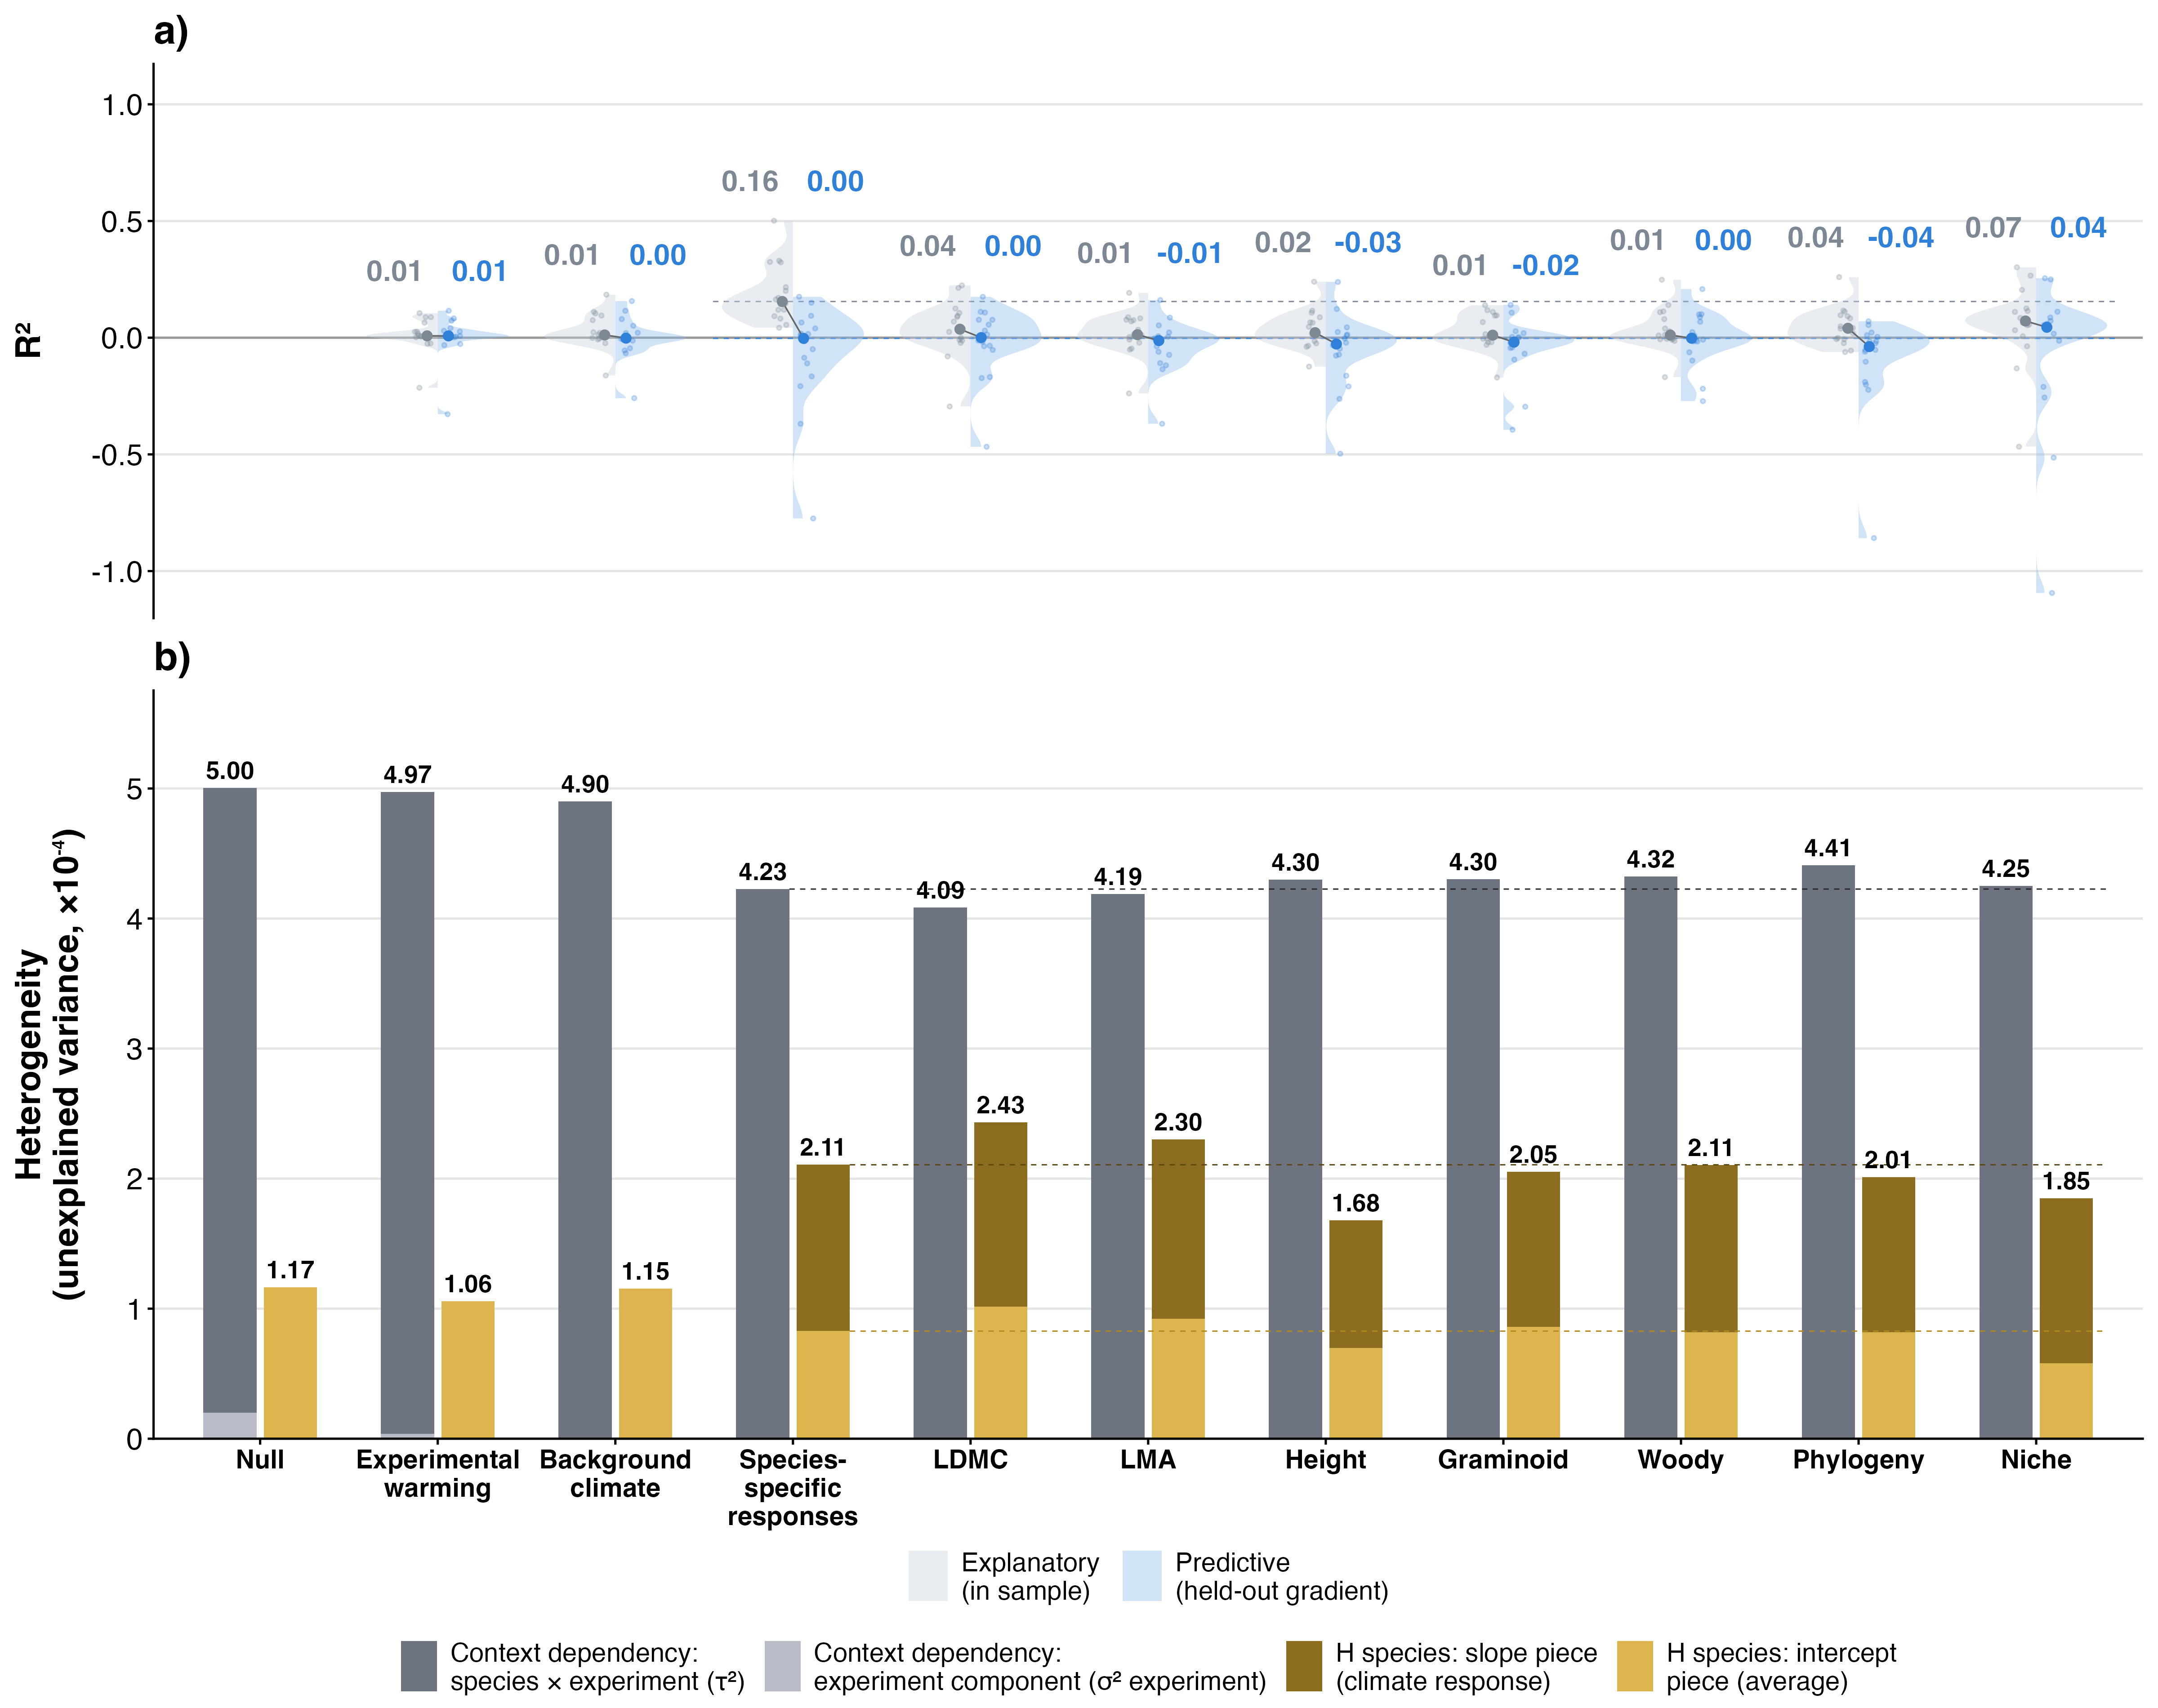 a)
R²
1.0
0.5
0.0
-0.5
-1.0
0.01 0.01
0.01 0.00
0.16 0.00
0.04 0.00
0.01 -0.01
0.02 -0.03
0.01 -0.02
0.01 0.00
0.04 -0.04
0.07 0.04
b)
Heterogeneity
(unexplained variance, ×10⁻⁴)
5
4
3
2
1
0
5.00 1.17
4.97 1.06
4.90 1.15
4.23 2.11
4.09 2.43
4.19 2.30
4.30 1.68
4.30 2.05
4.32 2.11
4.41 2.01
4.25 1.85
Null
Experimental
warming
Background
climate
Species-
specific
responses
LDMC
LMA
Height
Graminoid
Woody
Phylogeny
Niche
Explanatory
(in sample)
Predictive
(held-out gradient)
Context dependency:
species × experiment (τ²)
Context dependency:
experiment component (σ² experiment)
H species: slope piece
(climate response)
H species: intercept
piece (average)